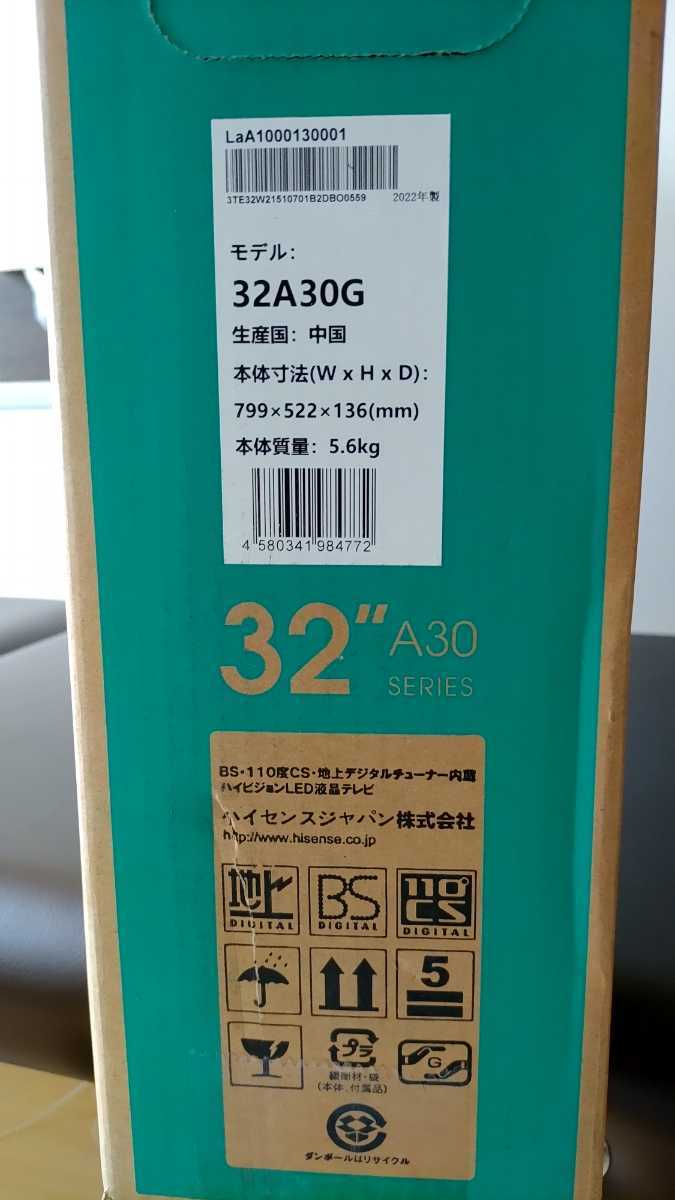 LaA1000130001
3TE32W21510701B2DBO0559 2022年製
モデル：
32A30G
生産国：中国
本体寸法(W x H x D)：
799×522×136(mm)
本体質量：5.6kg
4 580341 984772
32" A30
SERIES
BS・110度CS・地上デジタルチューナー内蔵
ハイビジョンLED液晶テレビ
ハイセンスジャパン株式会社
http://www.hisense.co.jp
地上 BS 110°
CS
DIGITAL DIGITAL DIGITAL
5
プラ G
緩衝材・袋
(本体、付属品)
ダンボールはリサイクル